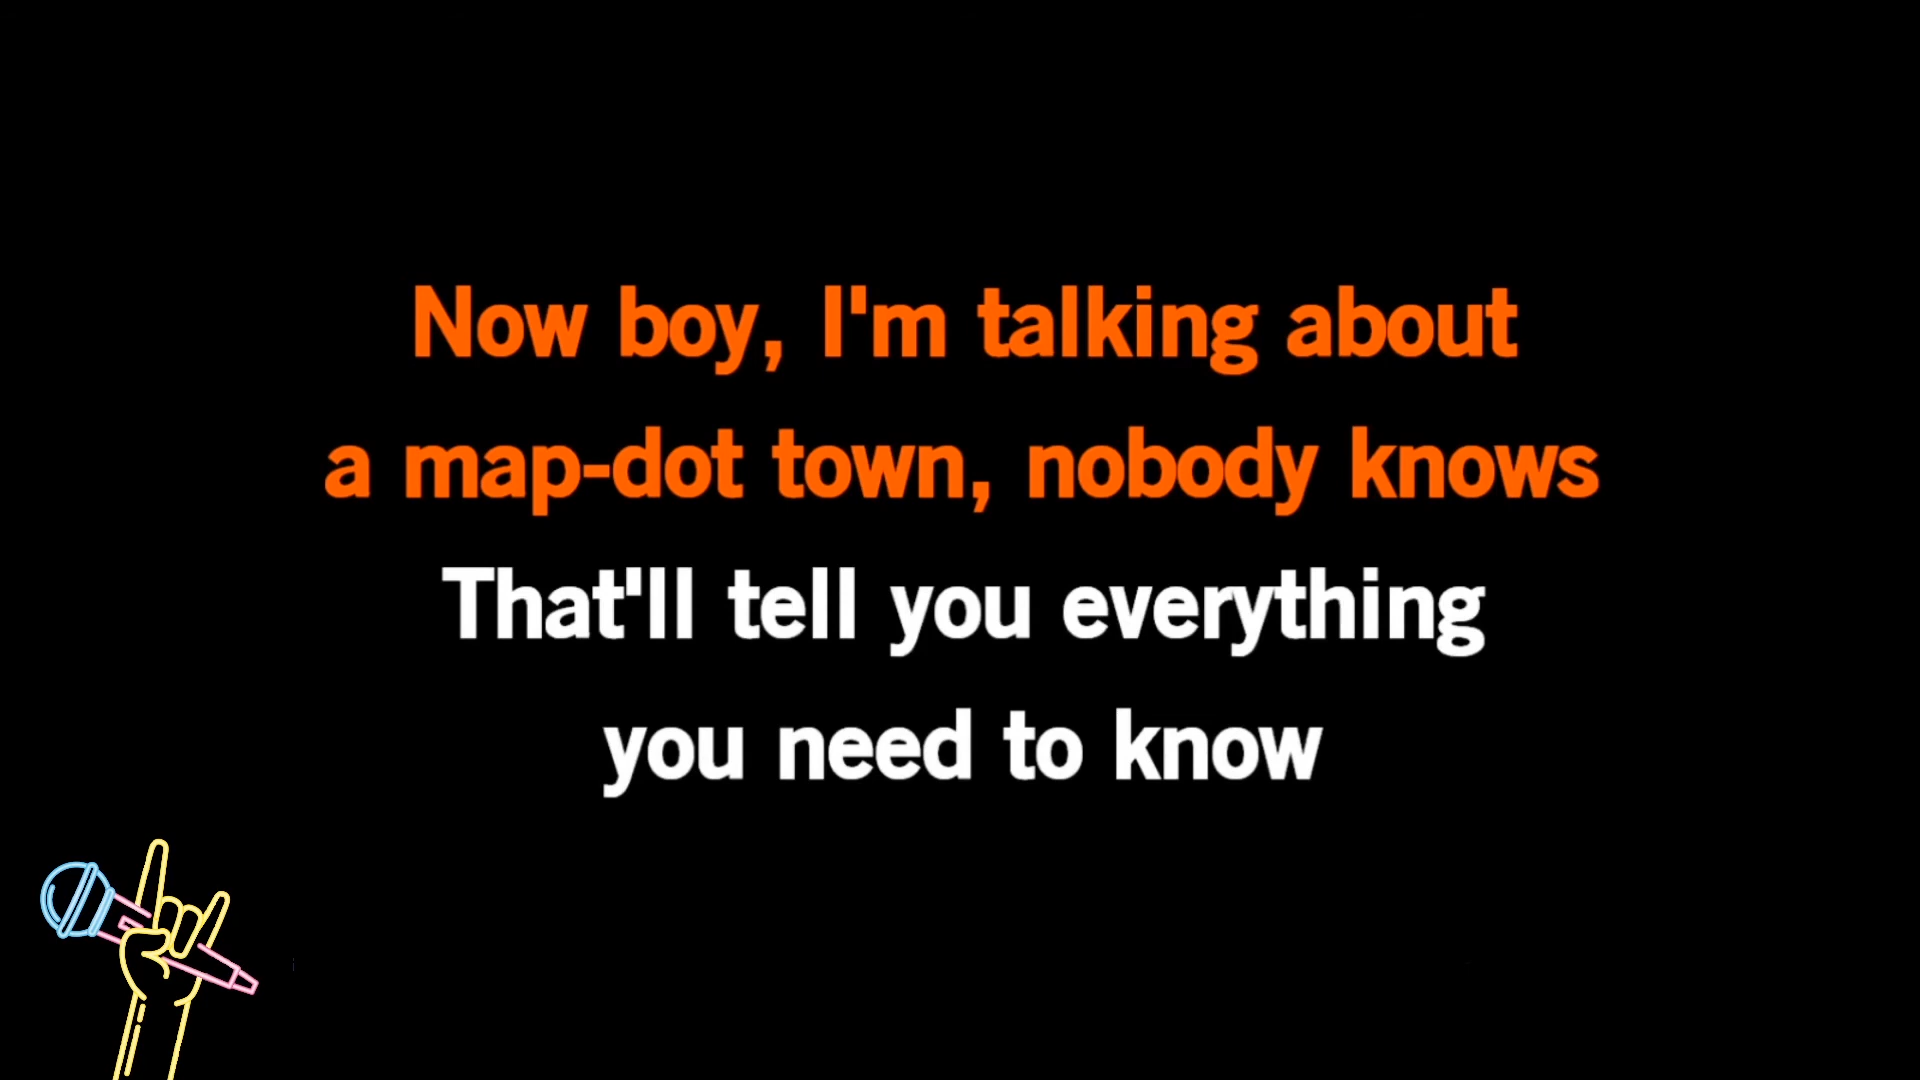 Now boy, I'm talking about
a map-dot town, nobody knows
That'll tell you everything
you need to know